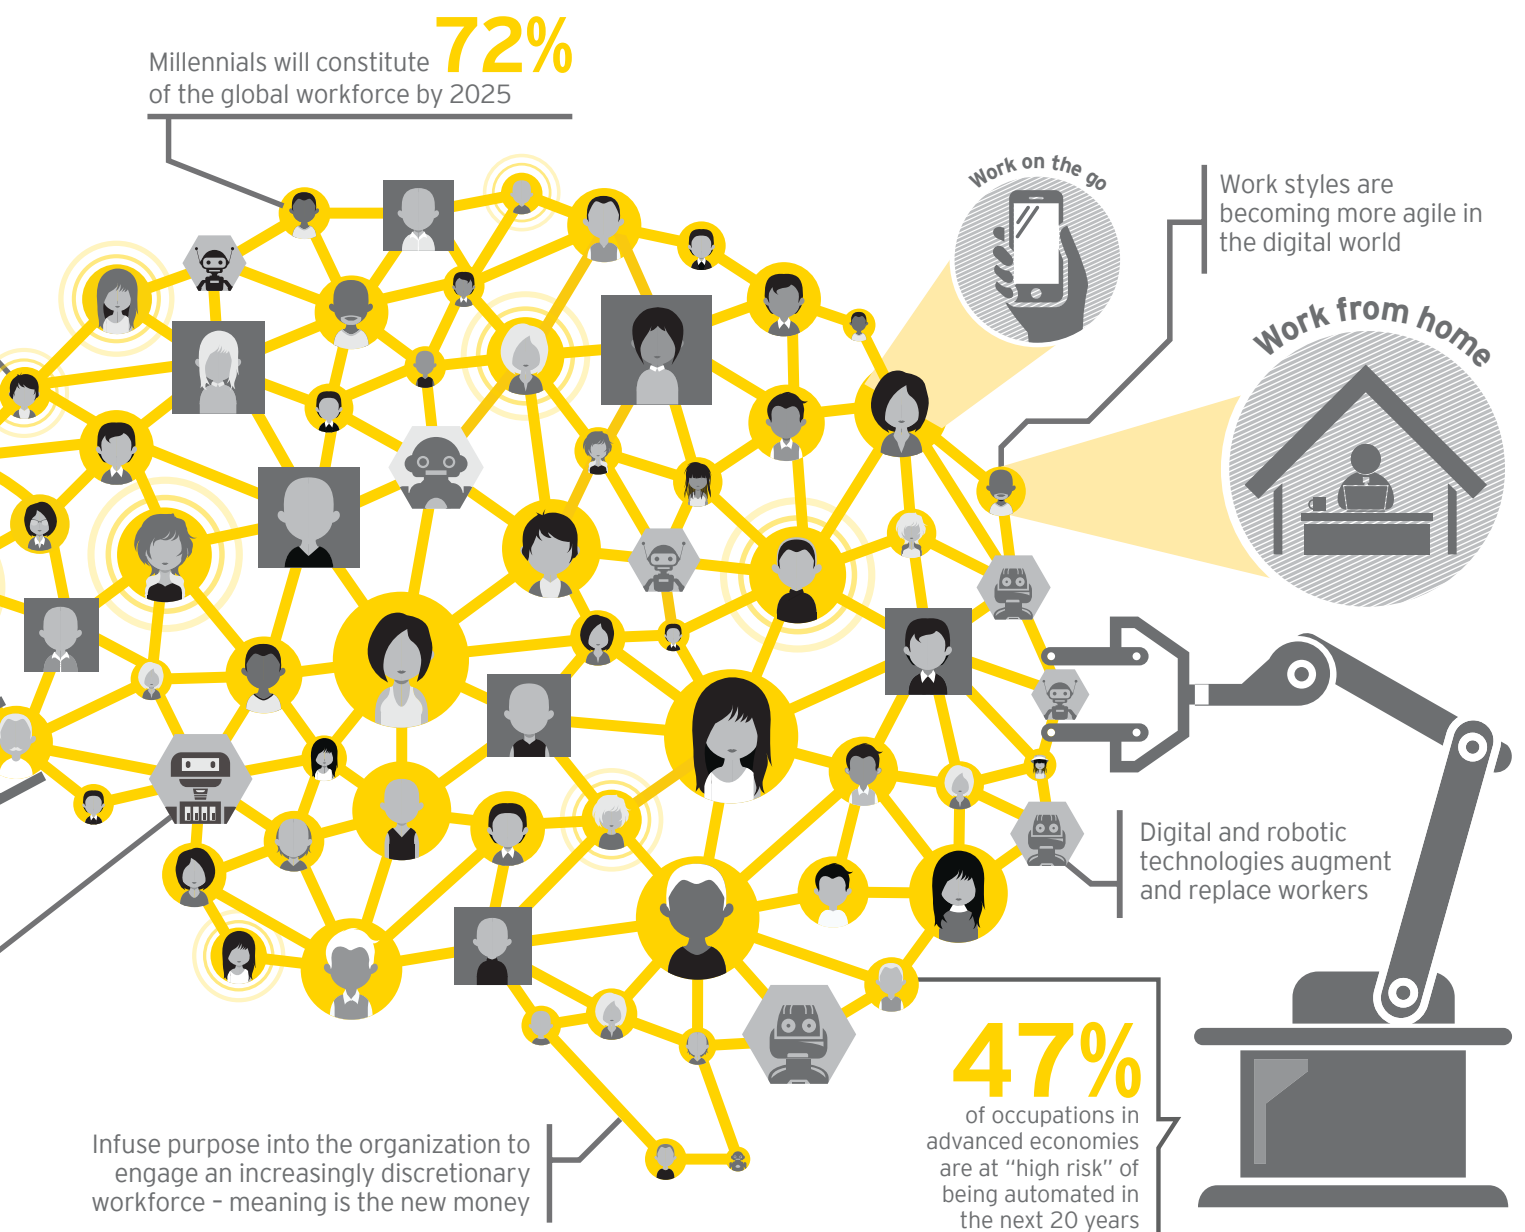 Millennials will constitute 72%
of the global workforce by 2025
Work on the go
Work styles are
becoming more agile in
the digital world
Work from home
Digital and robotic
technologies augment
and replace workers
47%
of occupations in
advanced economies
are at “high risk” of
being automated in
the next 20 years
Infuse purpose into the organization to
engage an increasingly discretionary
workforce – meaning is the new money